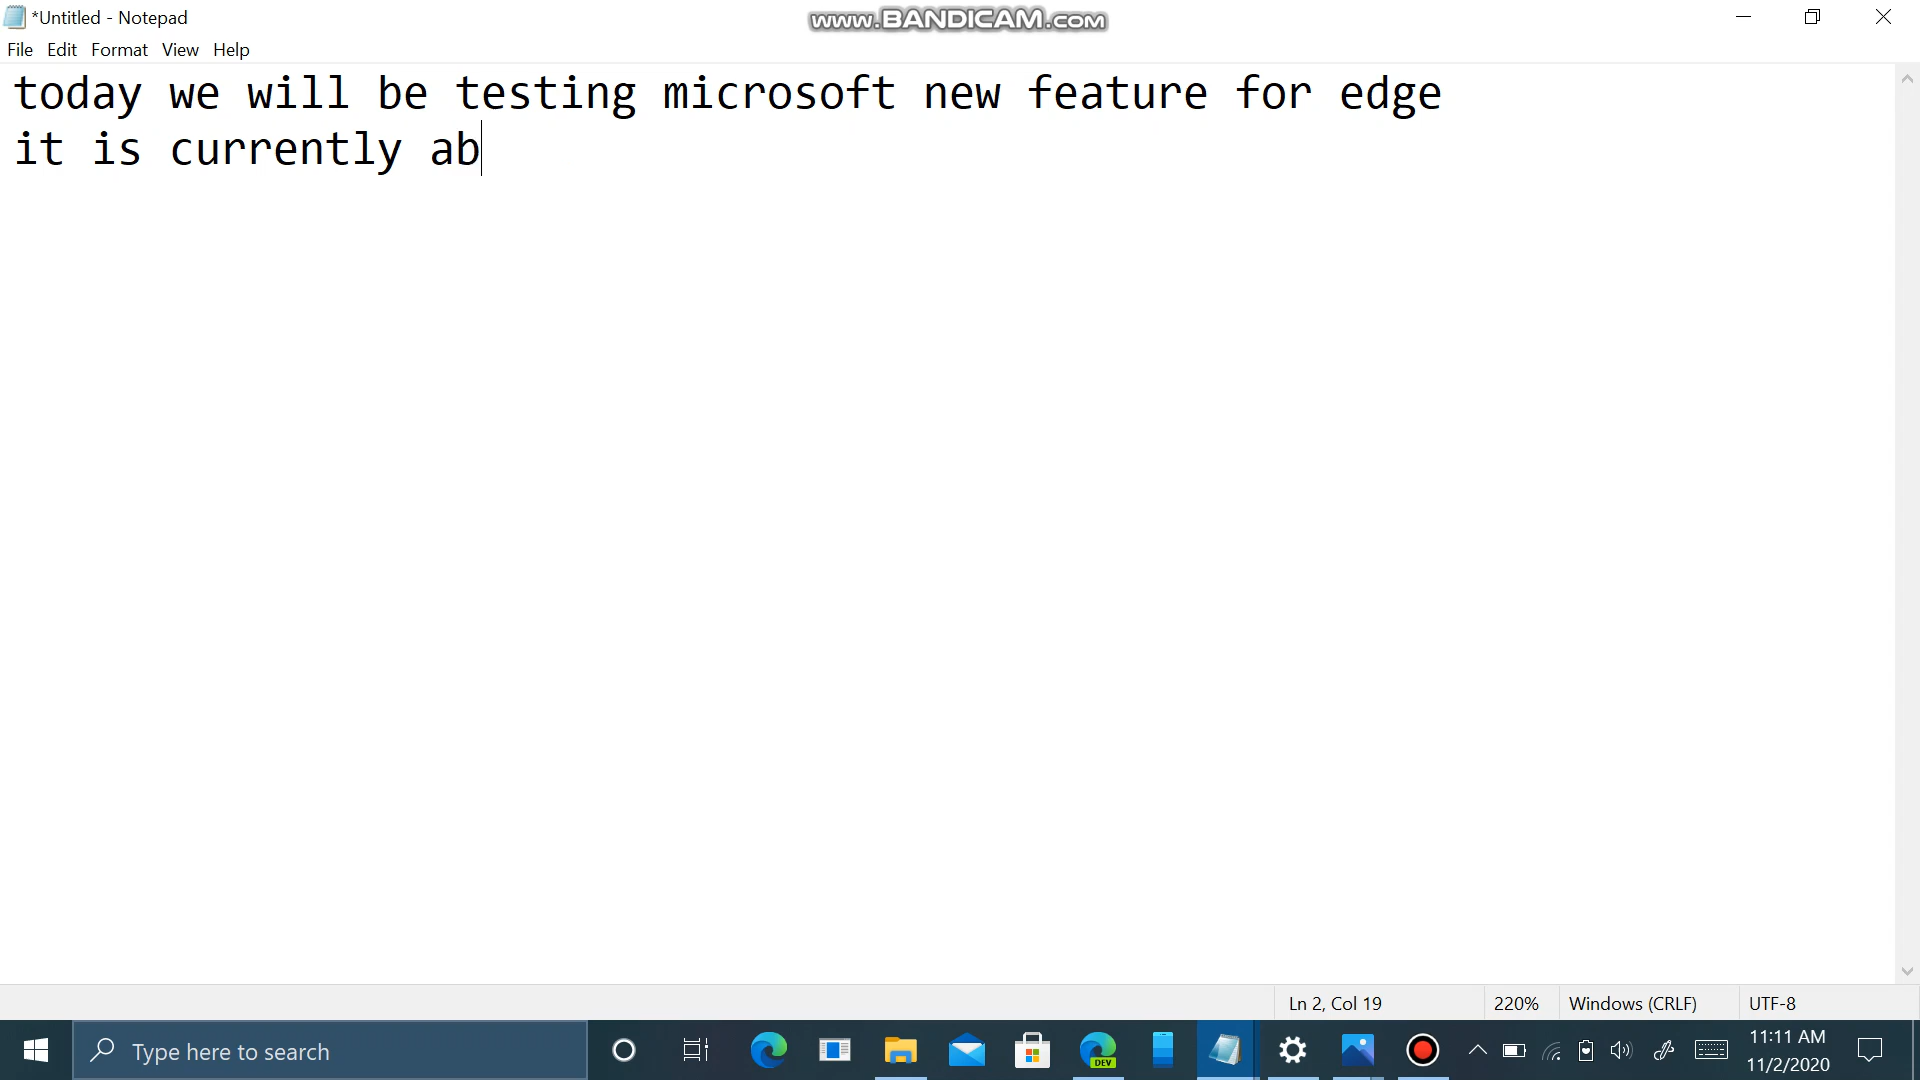 *Untitled - Notepad
www.BANDICAM.com
File Edit Format View Help
today we will be testing microsoft new feature for edge
it is currently ab
Ln 2, Col 19 220% Windows (CRLF) UTF-8
Type here to search
DEV
11:11 AM
11/2/2020